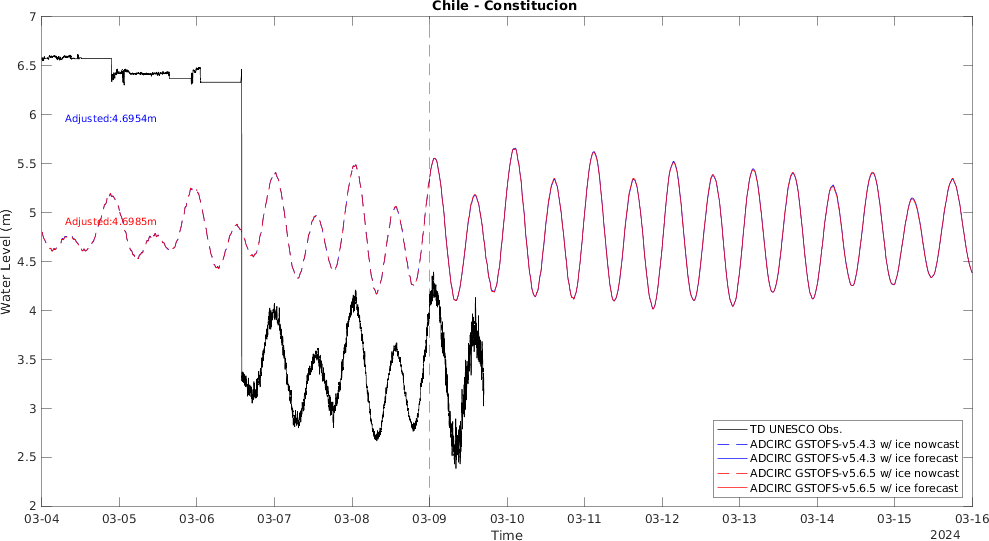 Chile - Constitucion
7
6.5
6
5.5
5
4.5
4
3.5
3
2.5
2
Water Level (m)
Adjusted:4.6954m
Adjusted:4.6985m
TD UNESCO Obs.
ADCIRC GSTOFS-v5.4.3 w/ ice nowcast
ADCIRC GSTOFS-v5.4.3 w/ ice forecast
ADCIRC GSTOFS-v5.6.5 w/ ice nowcast
ADCIRC GSTOFS-v5.6.5 w/ ice forecast
03-04 03-05 03-06 03-07 03-08 03-09 03-10 03-11 03-12 03-13 03-14 03-15 03-16
Time
2024